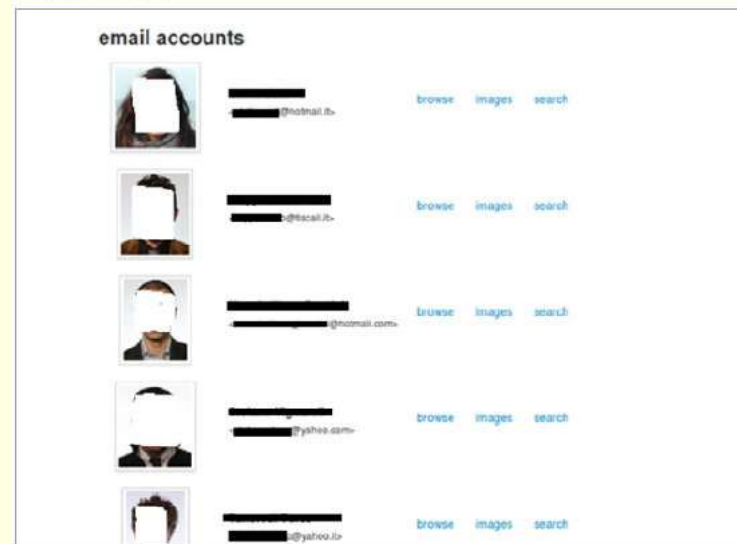 email accounts
@hotmail.it>
browse images search
@tiscali.it>
browse images search
@hotmail.com>
browse images search
@yahoo.com>
browse images search
@yahoo.it>
browse images search